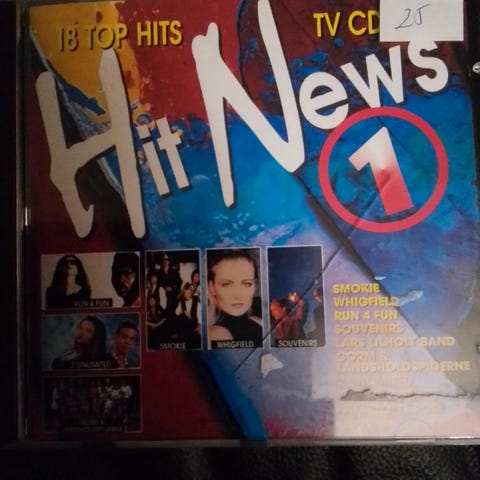 18 TOP HITS
TV CD
25
Hit News
1
RUN 4 FUN
2 UNLIMITED
GORM &
SMOKIE
WHIGFIELD
SOUVENIRS
SMOKIE
WHIGFIELD
RUN 4 FUN
SOUVENIRS
LARS LILHOLT BAND
GORM &
LANDSHOLDSPIGERNE